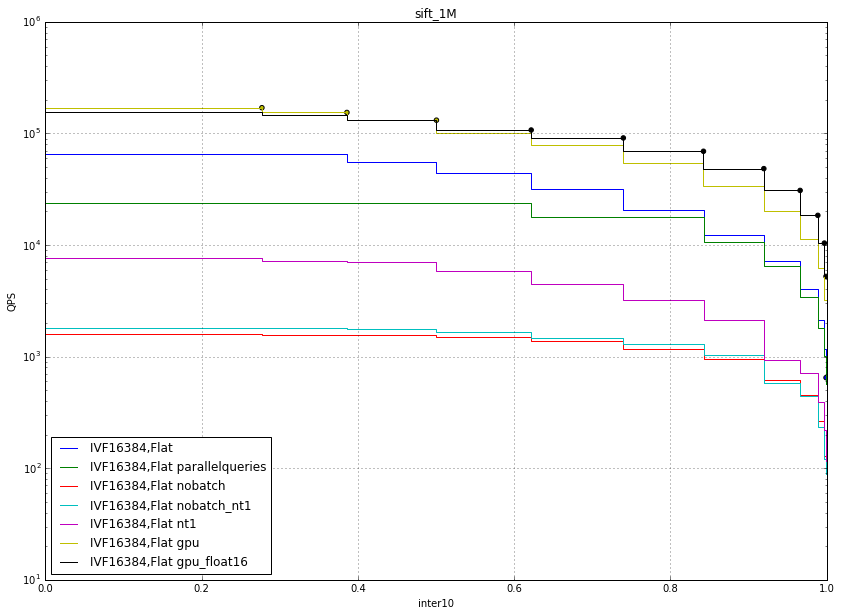 sift_1M
10^6
10^5
10^4
10^3
10^2
10^1
QPS
IVF16384,Flat
IVF16384,Flat parallelqueries
IVF16384,Flat nobatch
IVF16384,Flat nobatch_nt1
IVF16384,Flat nt1
IVF16384,Flat gpu
IVF16384,Flat gpu_float16
0.0 0.2 0.4 0.6 0.8 1.0
inter10